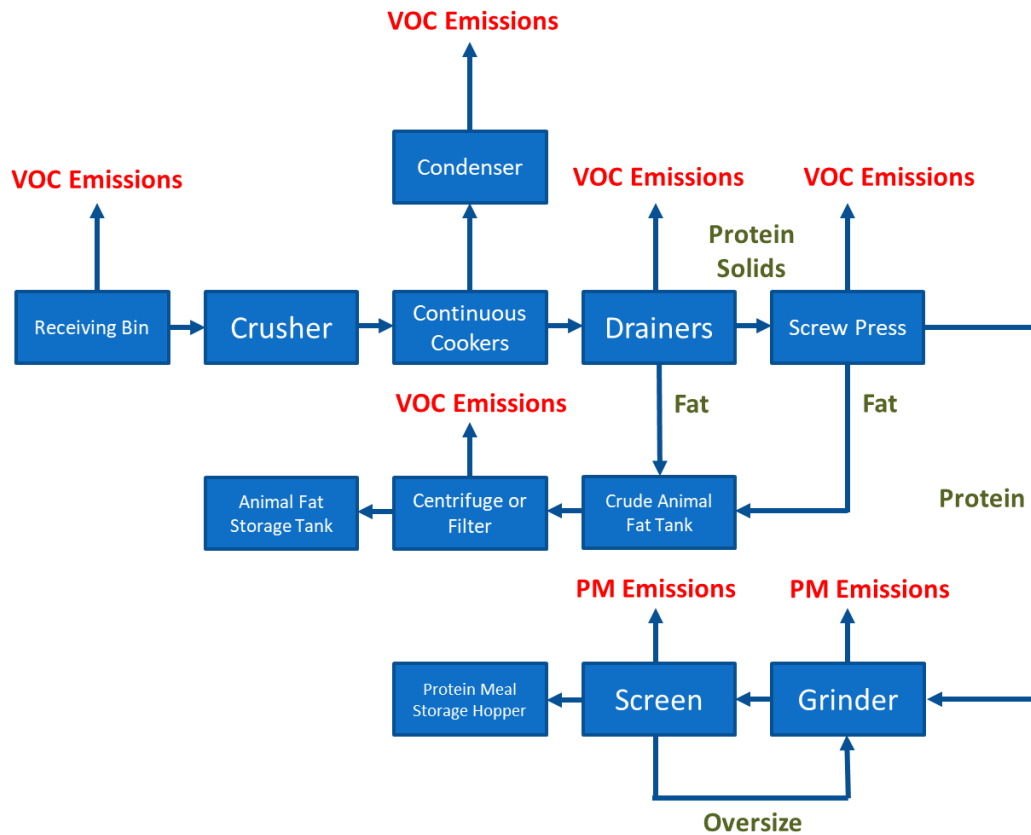 VOC Emissions
Condenser
VOC Emissions
VOC Emissions
VOC Emissions
Protein
Solids
Receiving Bin
Crusher
Continuous
Cookers
Drainers
Screw Press
VOC Emissions
Fat
Fat
Animal Fat
Storage Tank
Centrifuge or
Filter
Crude Animal
Fat Tank
Protein
PM Emissions
PM Emissions
Protein Meal
Storage Hopper
Screen
Grinder
Oversize